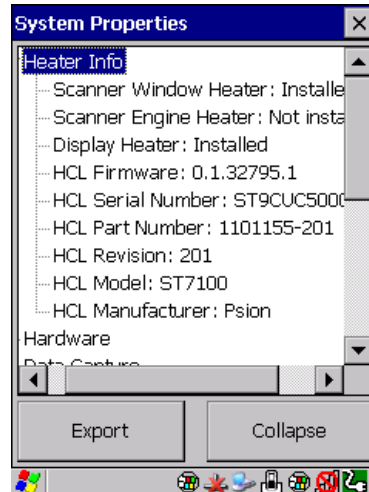 System Properties
Heater Info
Scanner Window Heater: Installe
Scanner Engine Heater: Not insta
Display Heater: Installed
HCL Firmware: 0.1.32795.1
HCL Serial Number: ST9CUC5000
HCL Part Number: 1101155-201
HCL Revision: 201
HCL Model: ST7100
HCL Manufacturer: Psion
Hardware
Data Capture
Export
Collapse